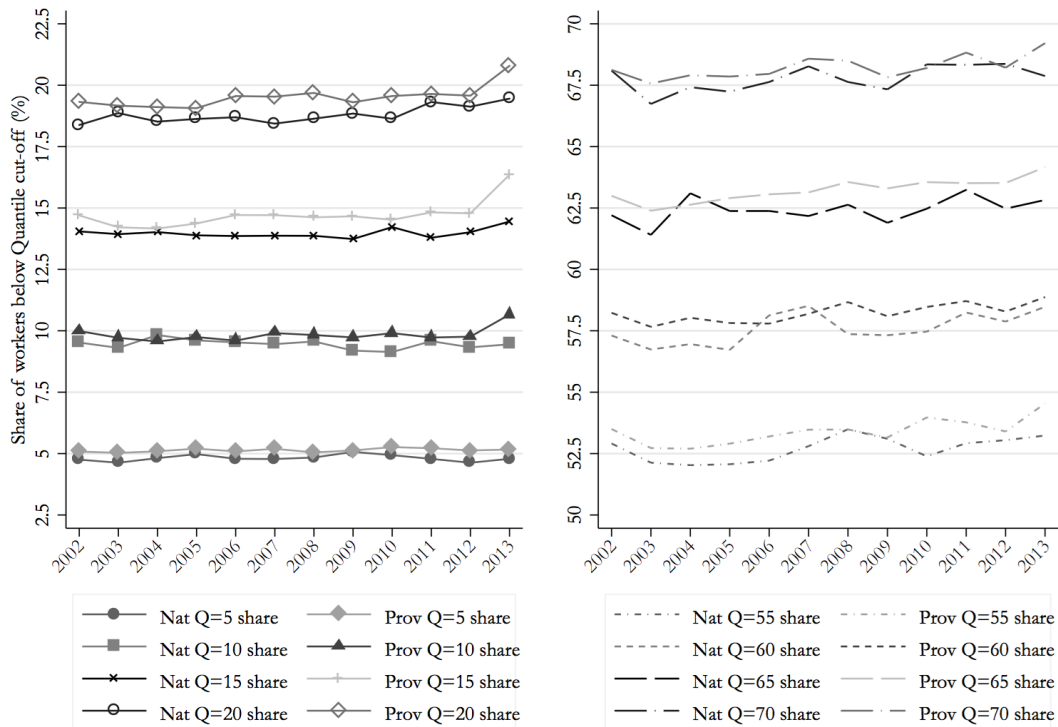 Share of workers below Quantile cut-off (%)
22.5
20
17.5
15
12.5
10
7.5
5
2.5
2002 2003 2004 2005 2006 2007 2008 2009 2010 2011 2012 2013
70
67.5
65
62.5
60
57.5
55
52.5
50
2002 2003 2004 2005 2006 2007 2008 2009 2010 2011 2012 2013
Nat Q=5 share Prov Q=5 share
Nat Q=10 share Prov Q=10 share
Nat Q=15 share Prov Q=15 share
Nat Q=20 share Prov Q=20 share
Nat Q=55 share Prov Q=55 share
Nat Q=60 share Prov Q=60 share
Nat Q=65 share Prov Q=65 share
Nat Q=70 share Prov Q=70 share